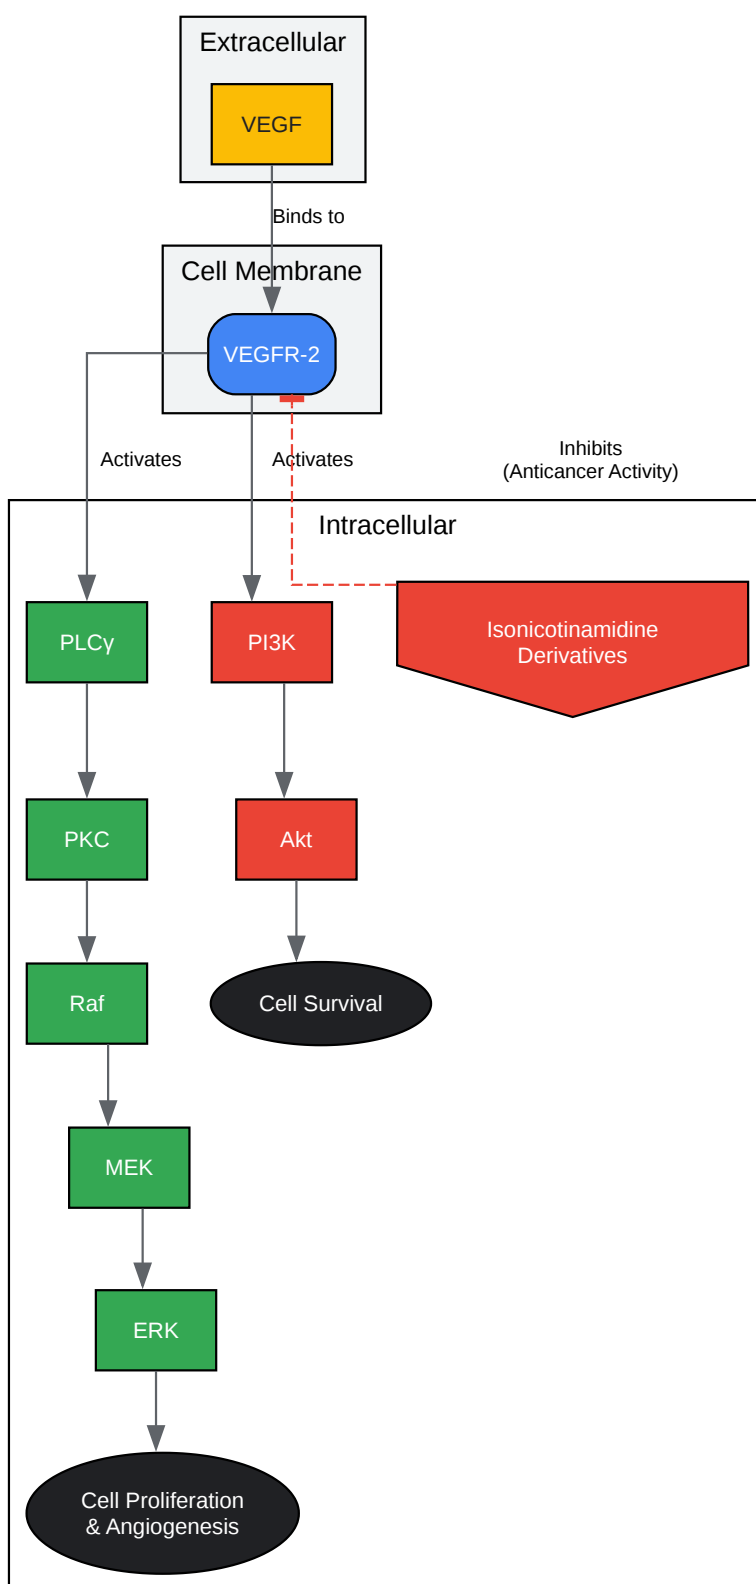 Extracellular
VEGF
Binds to
Cell Membrane
VEGFR-2
Activates
Activates
Inhibits
(Anticancer Activity)
Intracellular
PLCγ
PI3K
Isonicotinamidine
Derivatives
PKC
Akt
Raf
Cell Survival
MEK
ERK
Cell Proliferation
& Angiogenesis